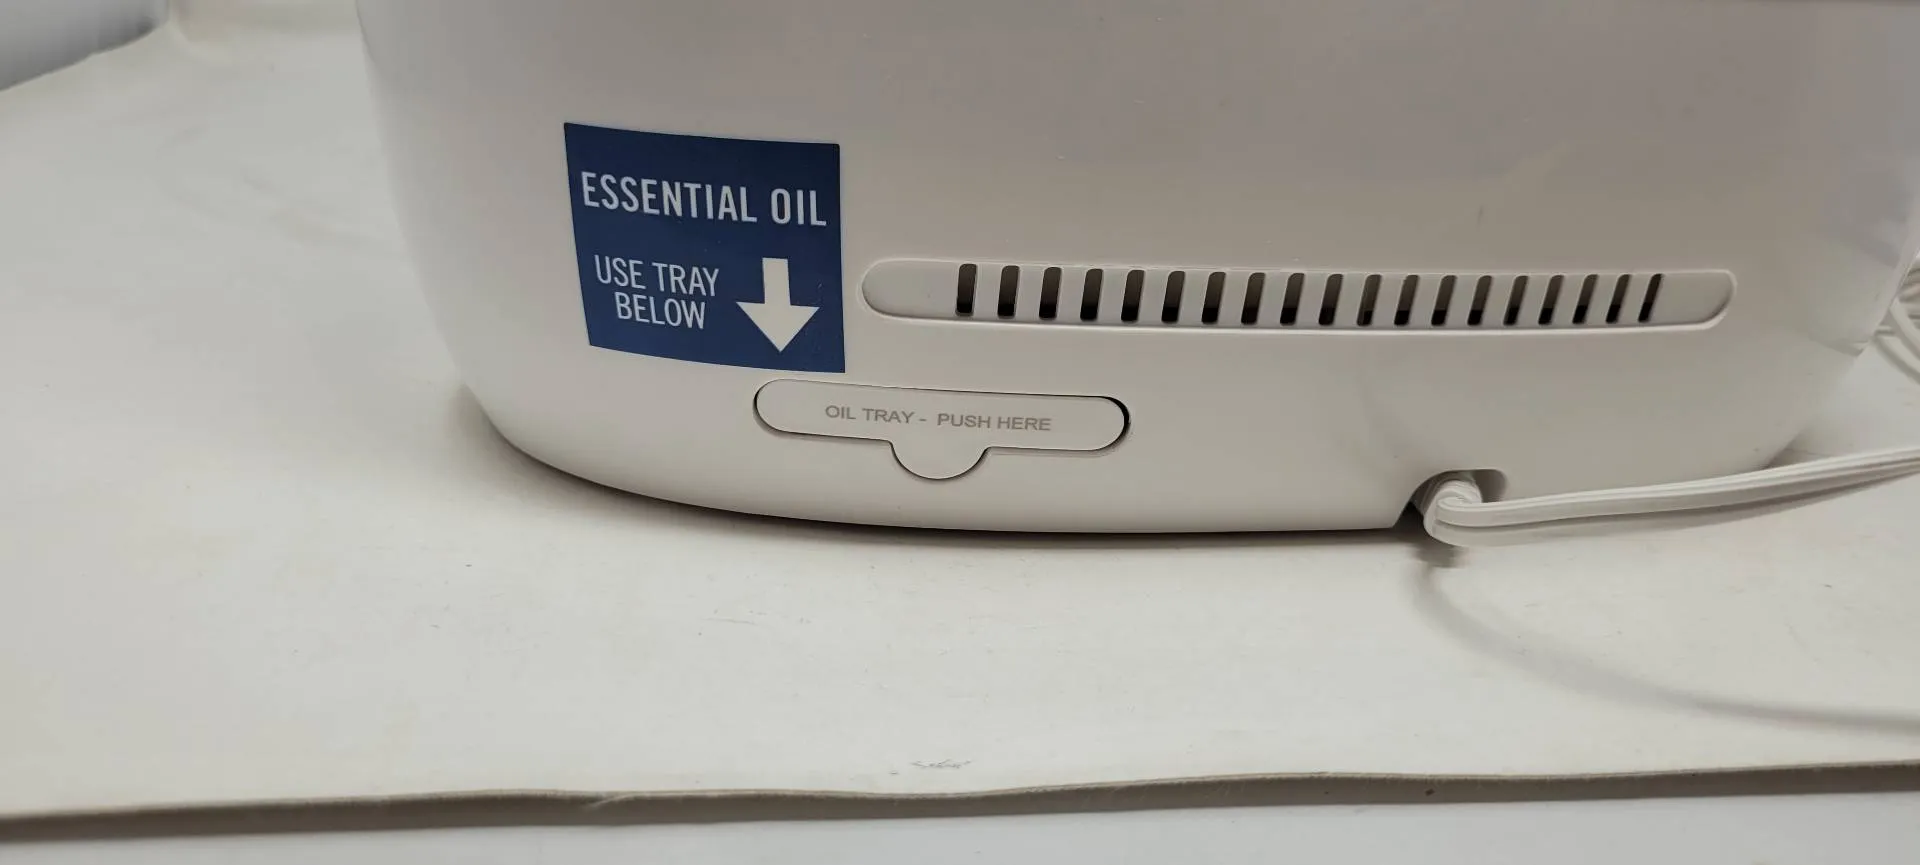 ESSENTIAL OIL
USE TRAY
BELOW
OIL TRAY - PUSH HERE